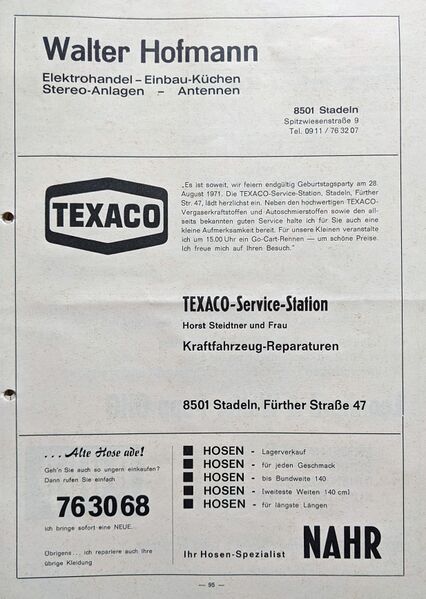 Walter Hofmann
Elektrohandel – Einbau-Küchen
Stereo-Anlagen – Antennen
8501 Stadeln
Spitzwiesenstraße 9
Tel. 09 11 / 76 32 07
TEXACO
„Es ist soweit, wir feiern endgültig Geburtstagsparty am 28.
August 1971. Die TEXACO-Service-Station, Stadeln, Fürther
Str. 47, lädt herzlichst ein. Neben den hochwertigen TEXACO-
Vergaserkraftstoffen und Autoschmierstoffen sowie den all-
seits bekannten guten Service halte ich für Sie auch eine
kleine Aufmerksamkeit bereit. Für unsere Kleinen veranstalte
ich um 15.00 Uhr ein Go-Cart-Rennen — um schöne Preise.
Ich freue mich auf Ihren Besuch."
TEXACO-Service-Station
Horst Steidtner und Frau
Kraftfahrzeug-Reparaturen
8501 Stadeln, Fürther Straße 47
. . . Alte Hose ade!
Geh'n Sie auch so ungern einkaufen?
Dann rufen Sie einfach
76 30 68
Ich bringe sofort eine NEUE...
Übrigens... ich repariere auch Ihre
übrige Kleidung
HOSEN - Lagerverkauf
HOSEN - für jeden Geschmack
HOSEN - bis Bundweite 140
HOSEN - (weiteste Weiten 140 cm)
HOSEN - für längste Längen
Ihr Hosen-Spezialist NAHR
— 95 —